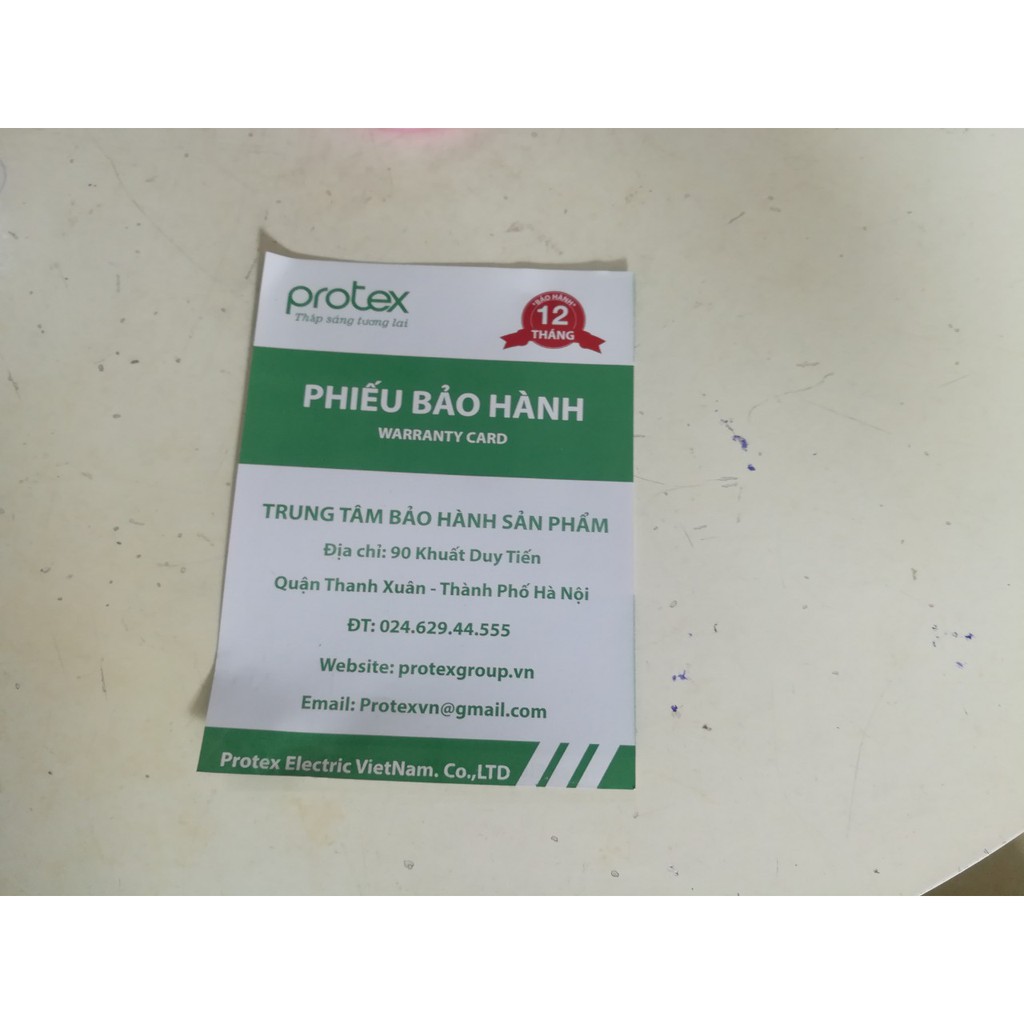 protex
Thắp sáng tương lai
"BẢO HÀNH"
12
THÁNG
PHIẾU BẢO HÀNH
WARRANTY CARD
TRUNG TÂM BẢO HÀNH SẢN PHẨM
Địa chỉ: 90 Khuất Duy Tiến
Quận Thanh Xuân - Thành Phố Hà Nội
ĐT: 024.629.44.555
Website: protexgroup.vn
Email: Protexvn@gmail.com
Protex Electric VietNam. Co.,LTD